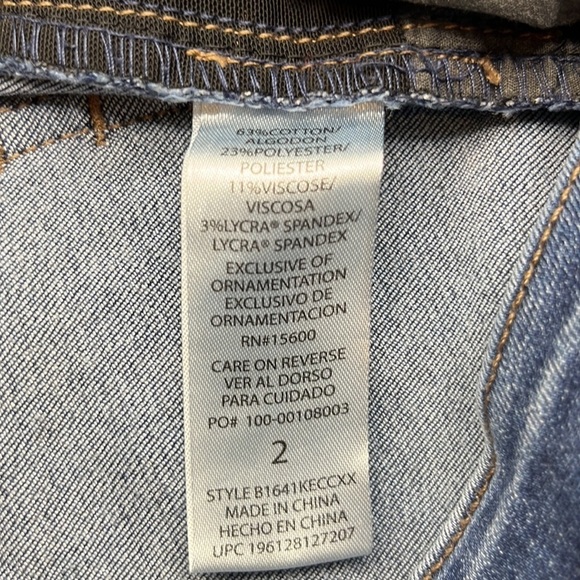 63%COTTON/
ALGODON
23%POLYESTER/
POLIESTER
11%VISCOSE/
VISCOSA
3%LYCRA® SPANDEX/
LYCRA® SPANDEX
EXCLUSIVE OF
ORNAMENTATION
EXCLUSIVO DE
ORNAMENTACION
RN#15600
CARE ON REVERSE
VER AL DORSO
PARA CUIDADO
PO# 100-00108003
2
STYLE B1641KECCXX
MADE IN CHINA
HECHO EN CHINA
UPC 196128127207